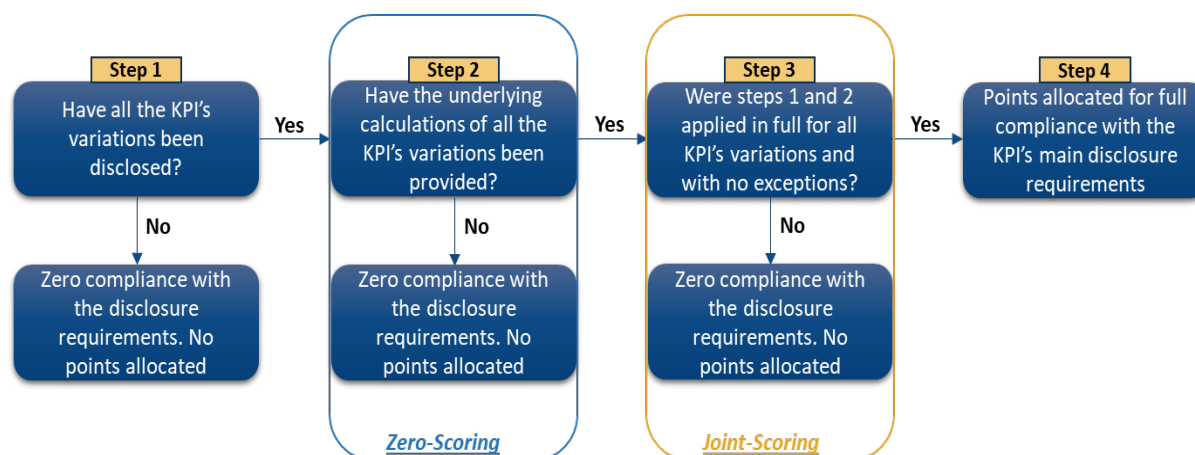 Step 1
Have all the KPI's
variations been
disclosed?
Yes
Step 2
Have the underlying
calculations of all the
KPI's variations been
provided?
Yes
Step 3
Were steps 1 and 2
applied in full for all
KPI's variations and
with no exceptions?
Yes
Step 4
Points allocated for full
compliance with the
KPI's main disclosure
requirements
No
Zero compliance with
the disclosure
requirements. No
points allocated
No
Zero compliance with
the disclosure
requirements. No
points allocated
No
Zero compliance with
the disclosure
requirements. No
points allocated
Zero-Scoring
Joint-Scoring